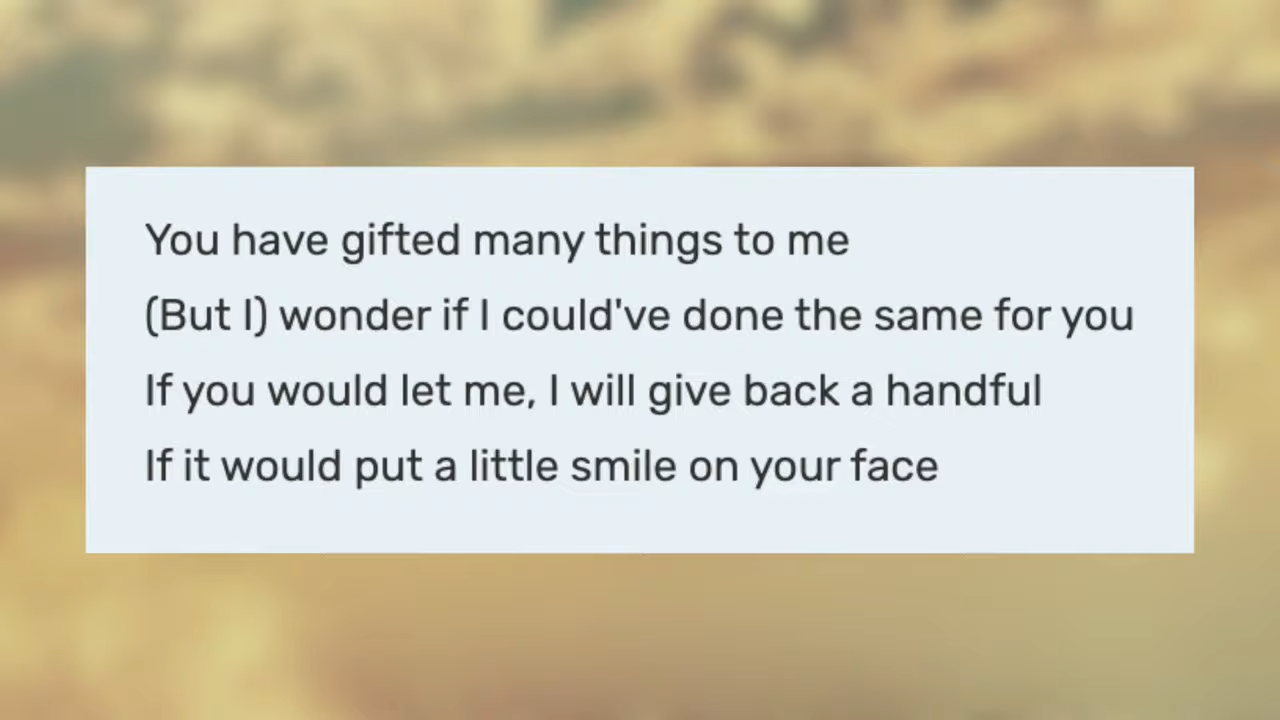 You have gifted many things to me
(But I) wonder if I could've done the same for you
If you would let me, I will give back a handful
If it would put a little smile on your face